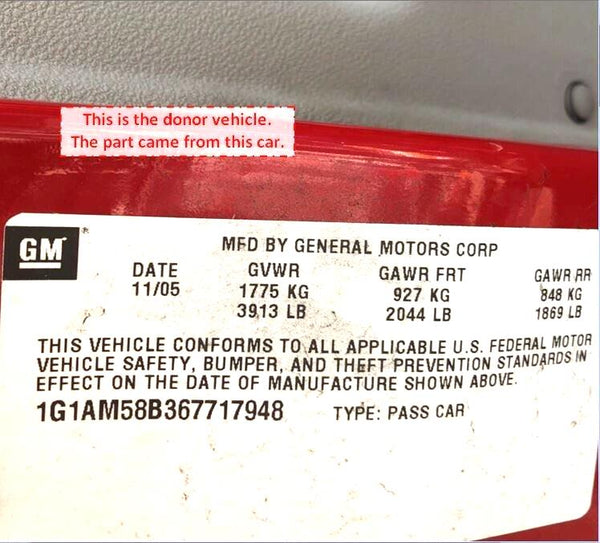 This is the donor vehicle.
The part came from this car.
GM
MFD BY GENERAL MOTORS CORP
DATE GVWR GAWR FRT GAWR RR
11/05 1775 KG 927 KG 848 KG
3913 LB 2044 LB 1869 LB
THIS VEHICLE CONFORMS TO ALL APPLICABLE U.S. FEDERAL MOTOR
VEHICLE SAFETY, BUMPER, AND THEFT PREVENTION STANDARDS IN
EFFECT ON THE DATE OF MANUFACTURE SHOWN ABOVE.
1G1AM58B367717948 TYPE: PASS CAR